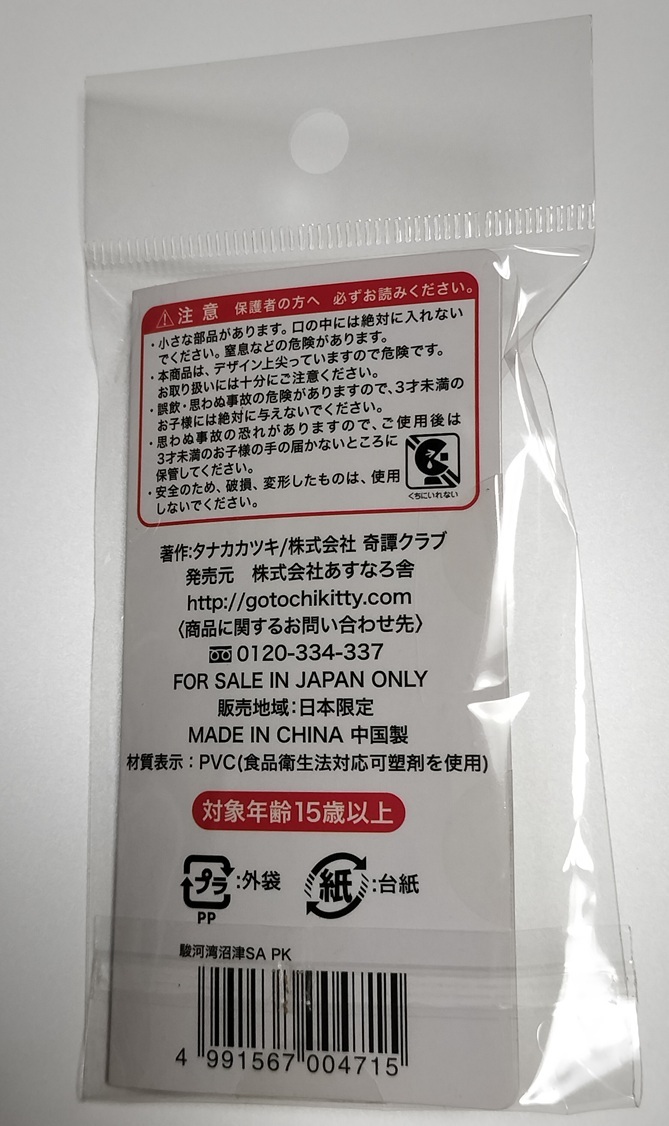 注意 保護者の方へ 必ずお読みください。
・小さな部品があります。口の中には絶対に入れない
でください。窒息などの危険があります。
・本商品は、デザイン上尖っていますので危険です。
お取り扱いには十分にご注意ください。
・誤飲・思わぬ事故の危険がありますので、3才未満の
お子様には絶対に与えないでください。
・思わぬ事故の恐れがありますので、ご使用後は
3才未満のお子様の手の届かないところに
保管してください。
・安全のため、破損、変形したものは、使用
しないでください。
くちにいれない
著作:タナカカツキ/株式会社 奇譚クラブ
発売元 株式会社あすなろ舎
http://gotochikitty.com
〈商品に関するお問い合わせ先〉
0120-334-337
FOR SALE IN JAPAN ONLY
販売地域:日本限定
MADE IN CHINA 中国製
材質表示:PVC(食品衛生法対応可塑剤を使用)
対象年齢15歳以上
プラ:外袋 紙:台紙
PP
駿河湾沼津SA PK
4 991567 004715